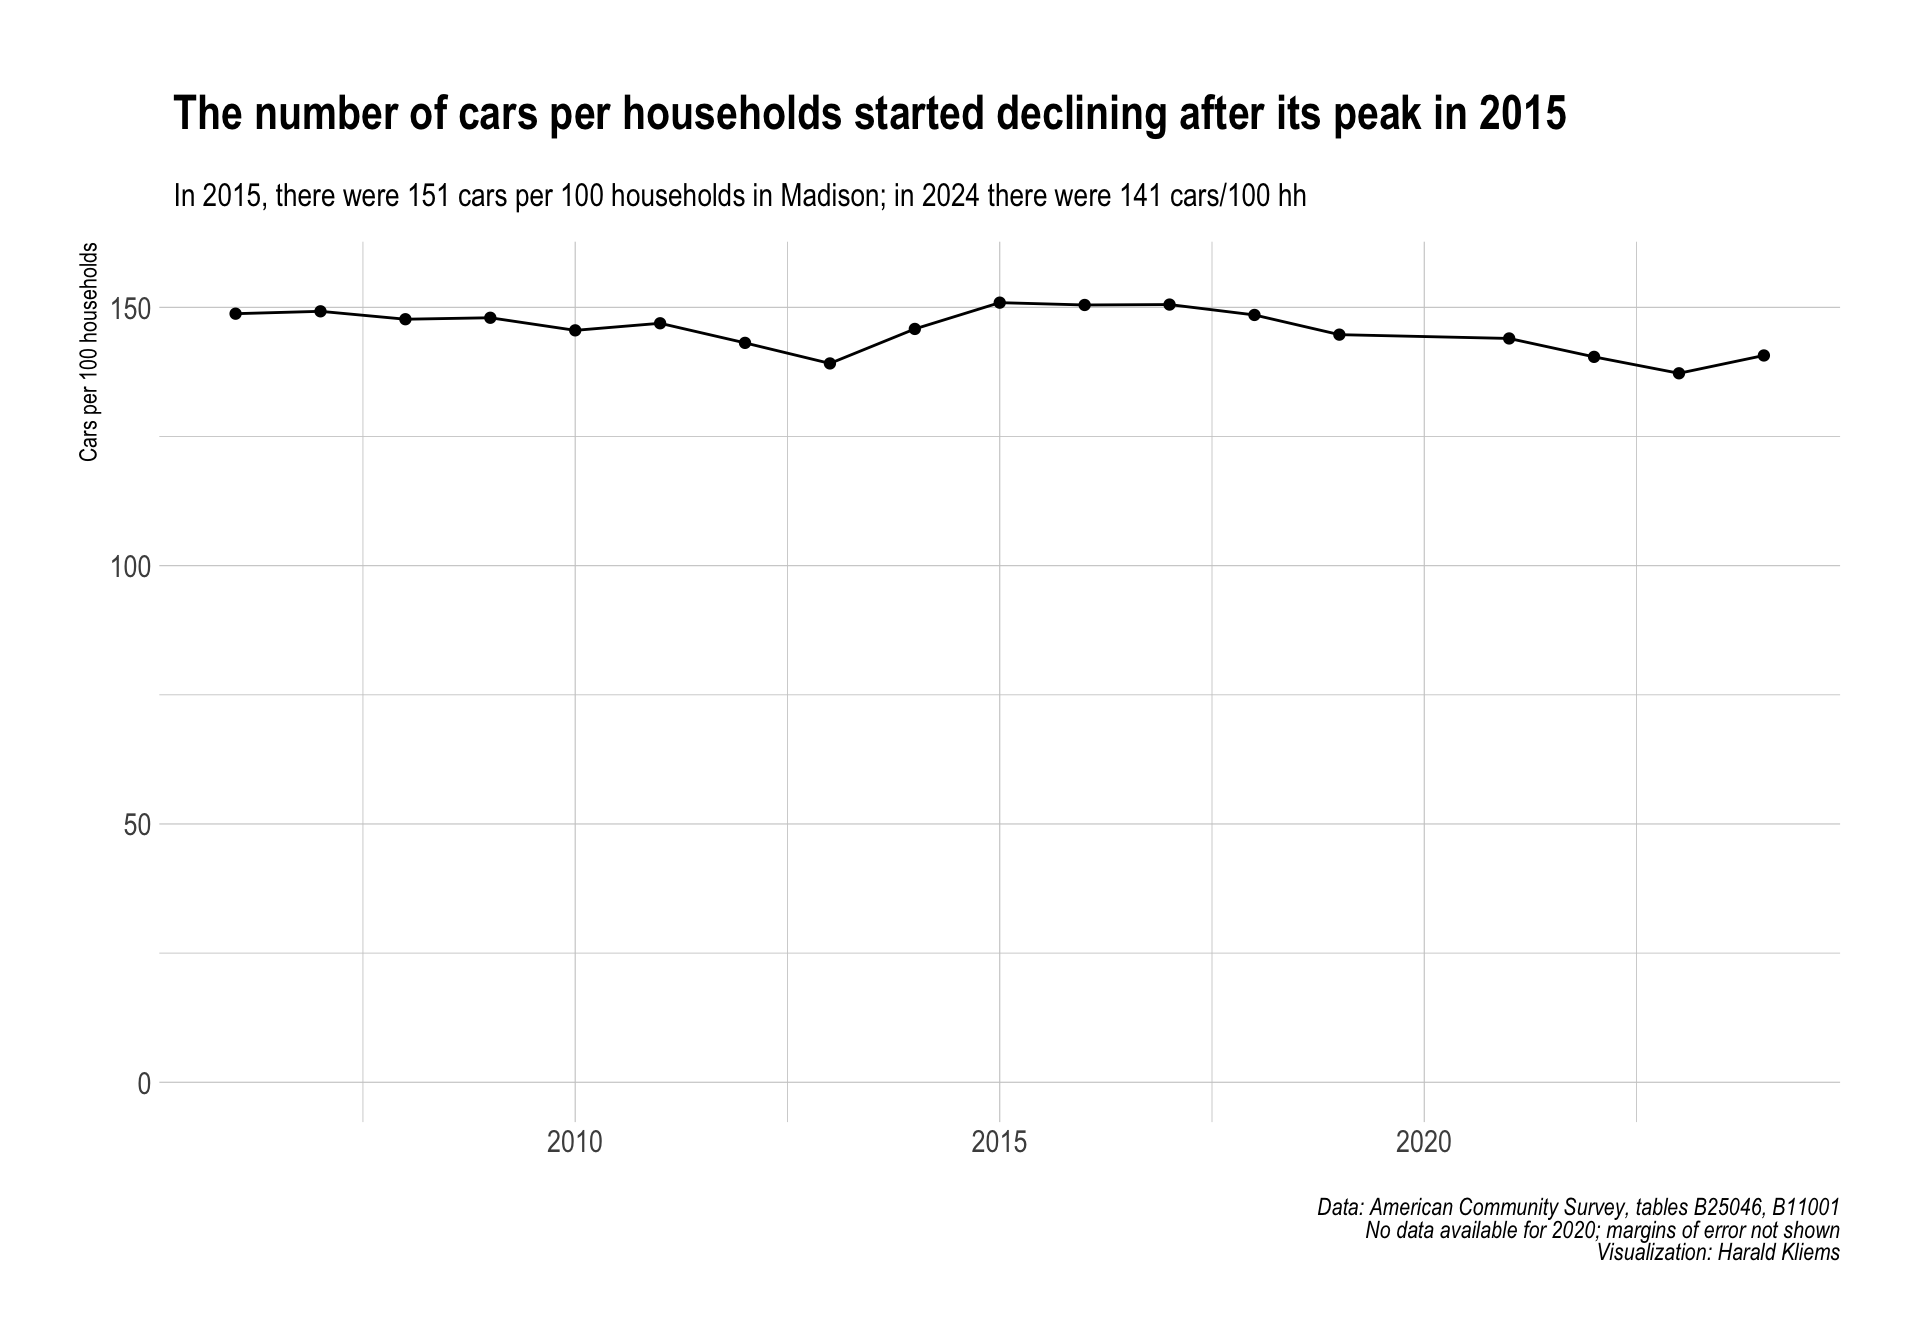 The number of cars per households started declining after its peak in 2015
In 2015, there were 151 cars per 100 households in Madison; in 2024 there were 141 cars/100 hh
Cars per 100 households
150
100
50
0
2010
2015
2020
Data: American Community Survey, tables B25046, B11001
No data available for 2020; margins of error not shown
Visualization: Harald Kliems